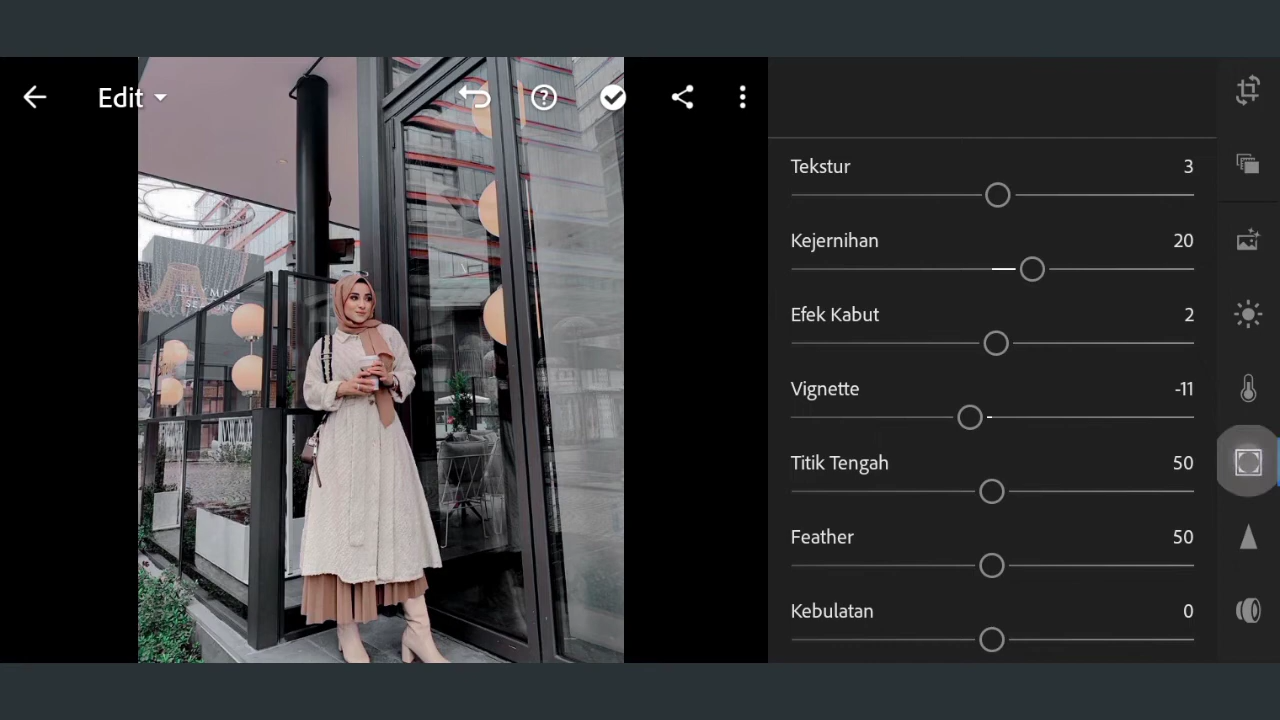 Edit
Tekstur 3
Kejernihan 20
Efek Kabut 2
Vignette -11
Titik Tengah 50
Feather 50
Kebulatan 0